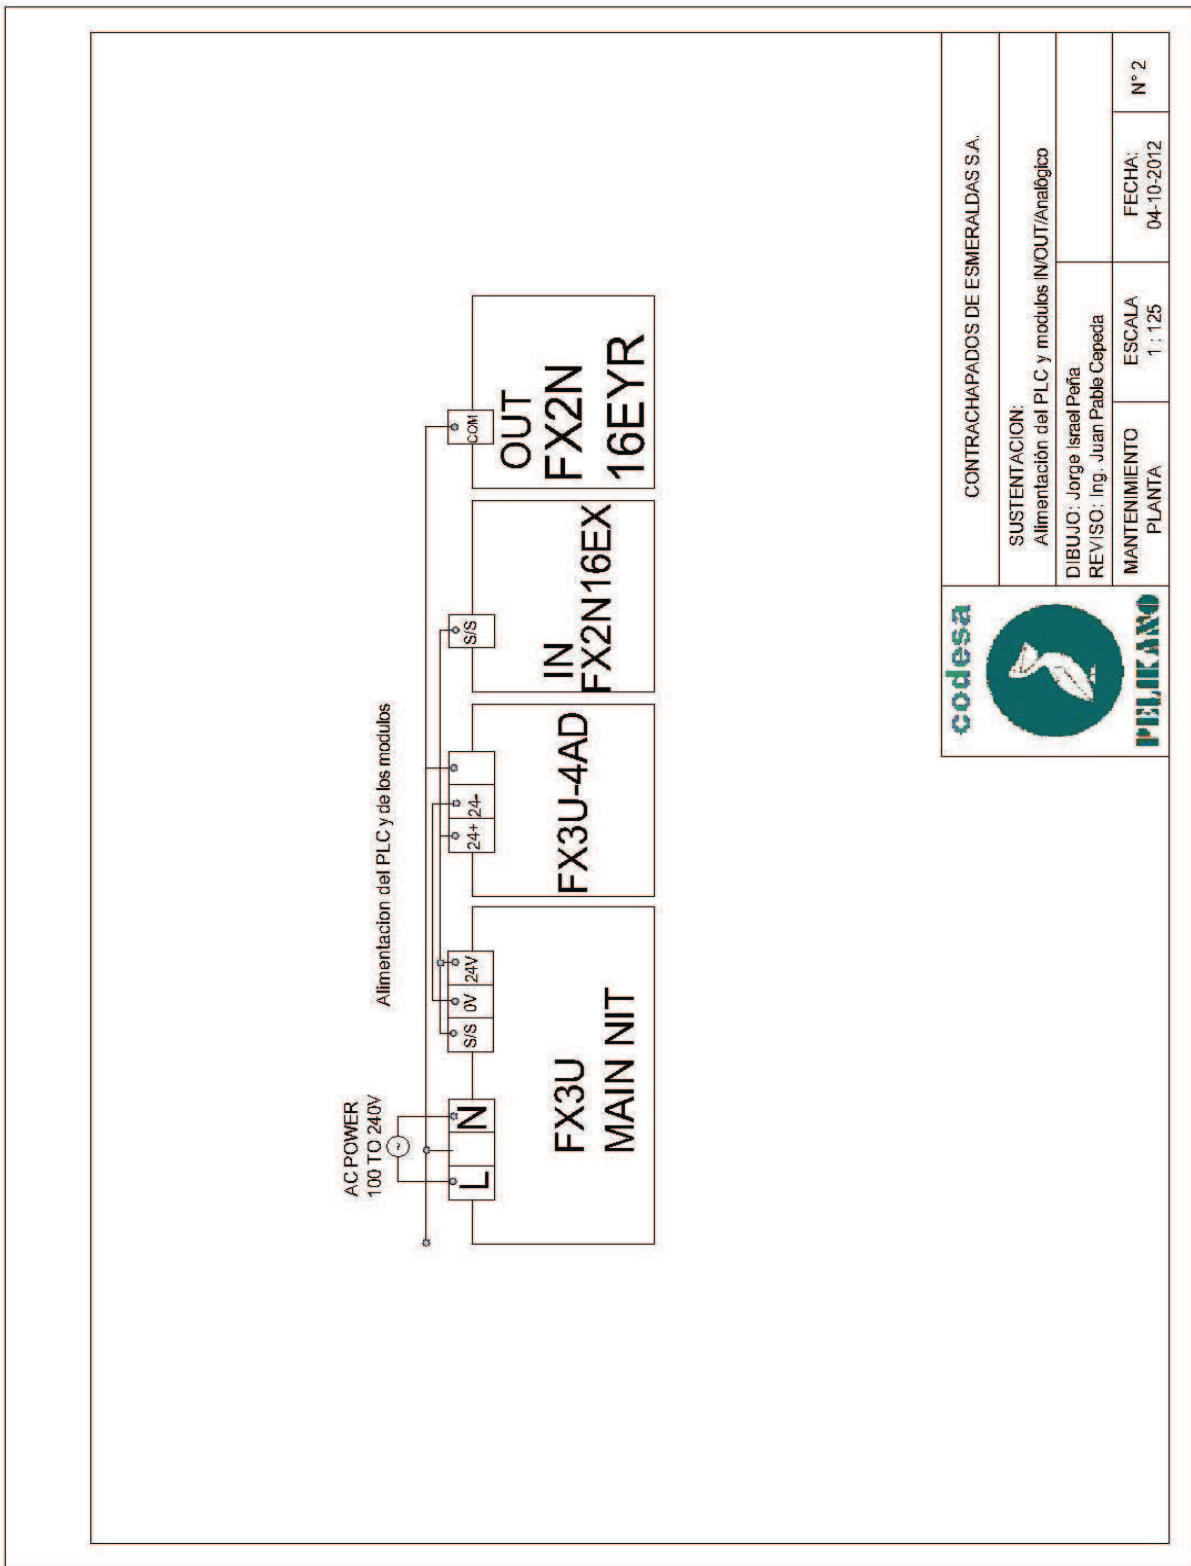 Alimentacion del PLC y de los modulos
AC POWER
100 TO 240V
L
N
S/S
0V
24V
24+
24-
S/S
COM
FX3U
MAIN NIT
FX3U-4AD
IN
FX2N16EX
OUT
FX2N
16EYR
codesa
PELIKANO
CONTRACHAPADOS DE ESMERALDAS S.A.
SUSTENTACION:
Alimentación del PLC y modulos IN/OUT/Analógico
DIBUJO: Jorge Israel Peña
REVISO: Ing. Juan Pable Cepeda
MANTENIMIENTO
PLANTA
ESCALA
1 : 125
FECHA:
04-10-2012
N° 2